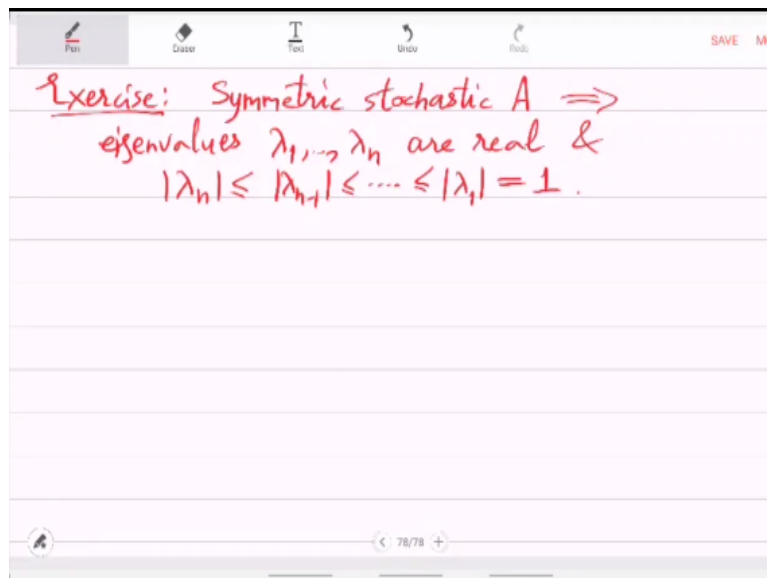 Pen Eraser T Text Undo Redo SAVE
Exercise: Symmetric stochastic A ⟹
eigenvalues λ₁,..., λₙ are real &
|λₙ| ≤ |λₙ₋₁| ≤ .... ≤ |λ₁| = 1 .
< 78/78 +